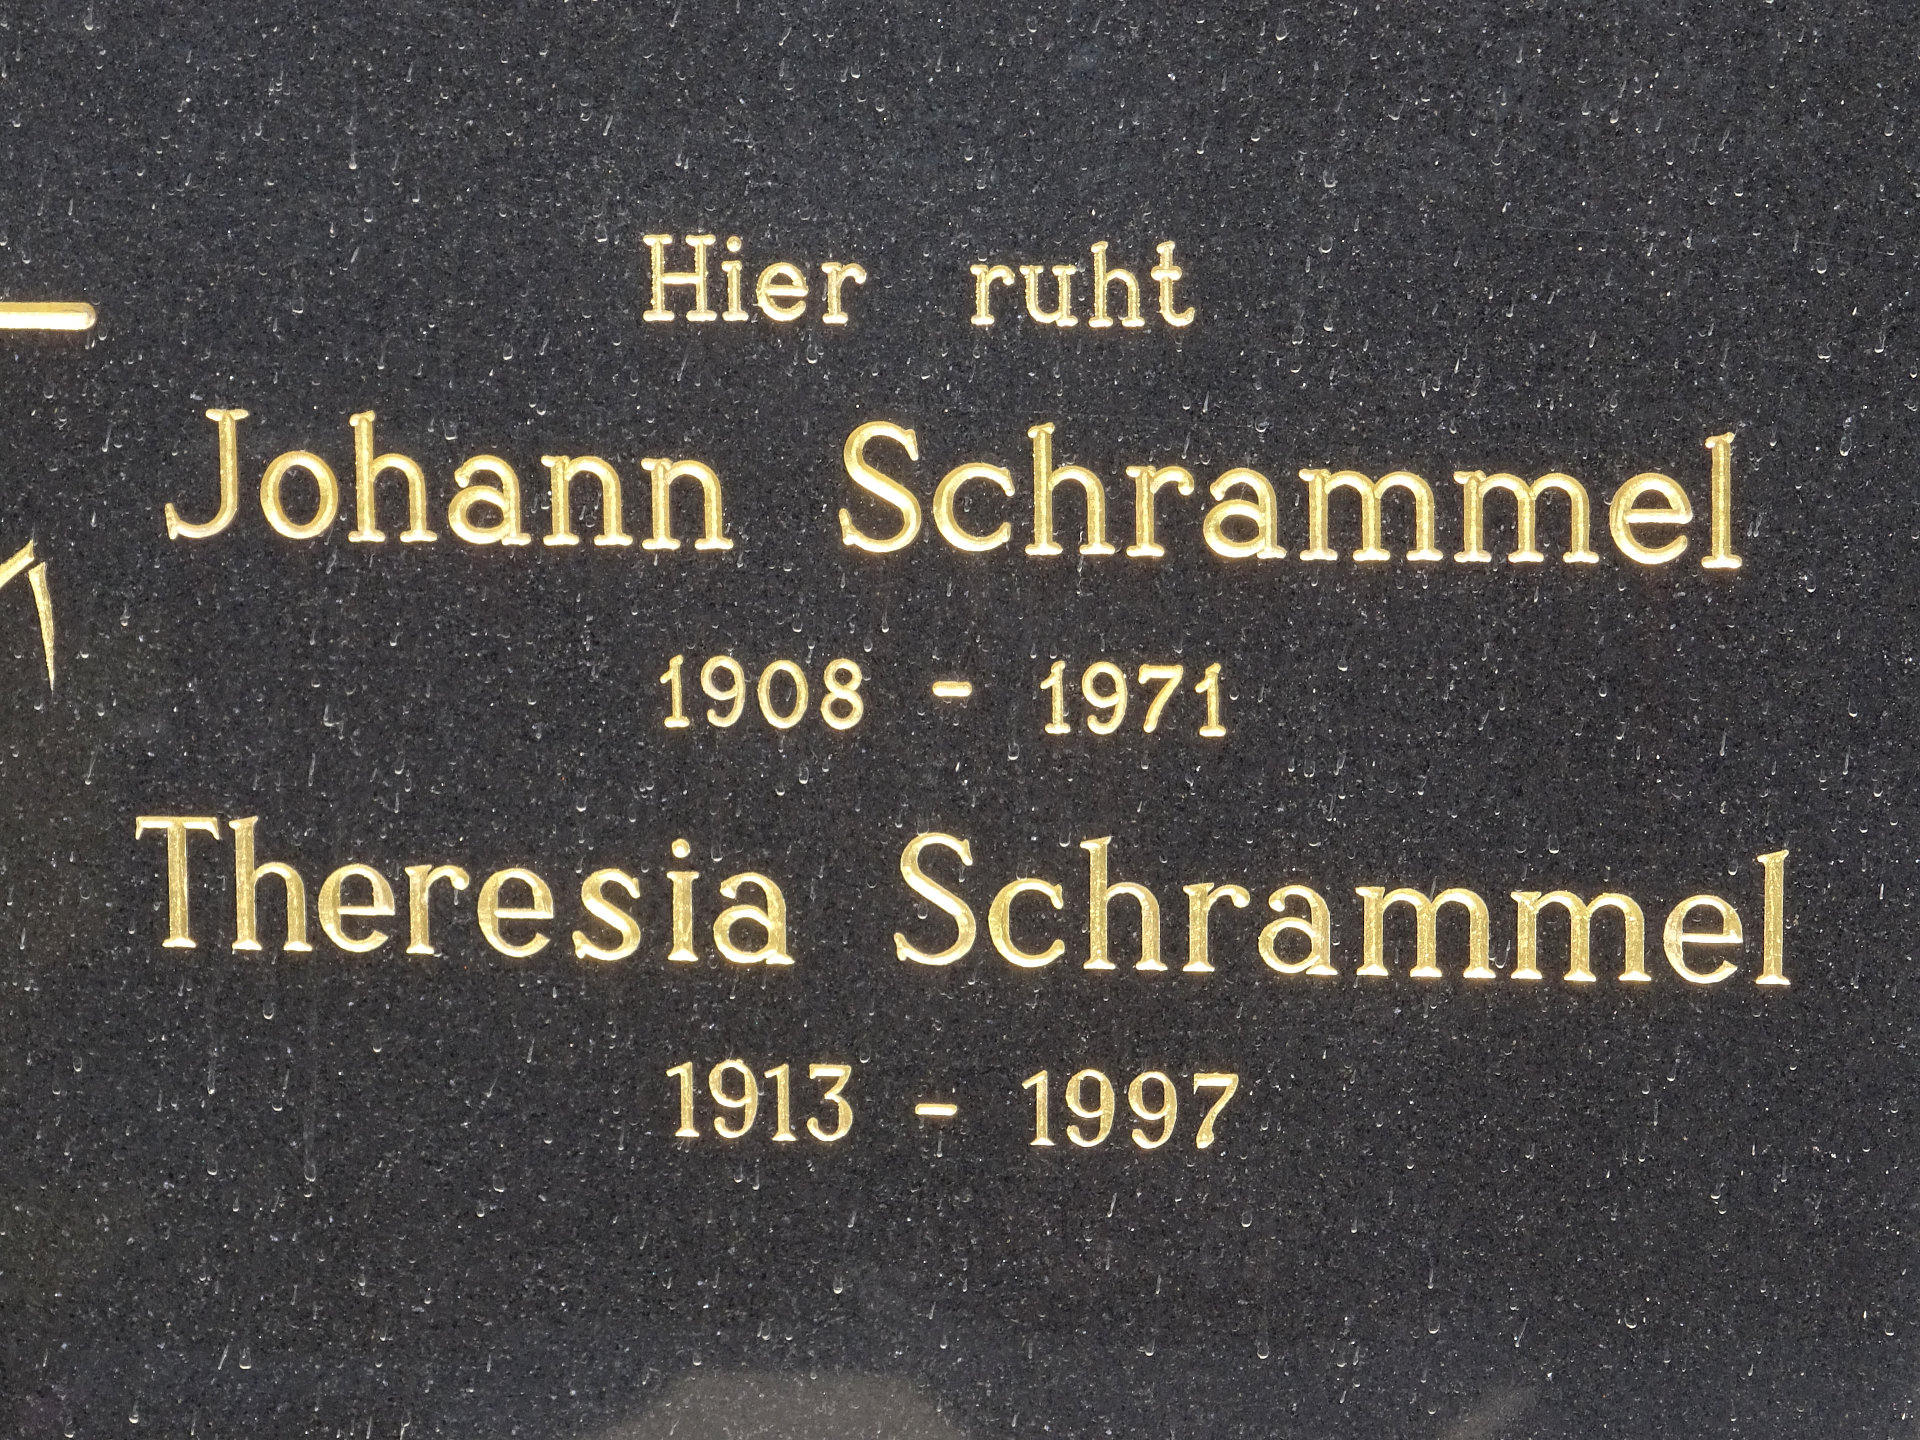 Hier ruht
Johann Schrammel
1908 - 1971
Theresia Schrammel
1913 - 1997